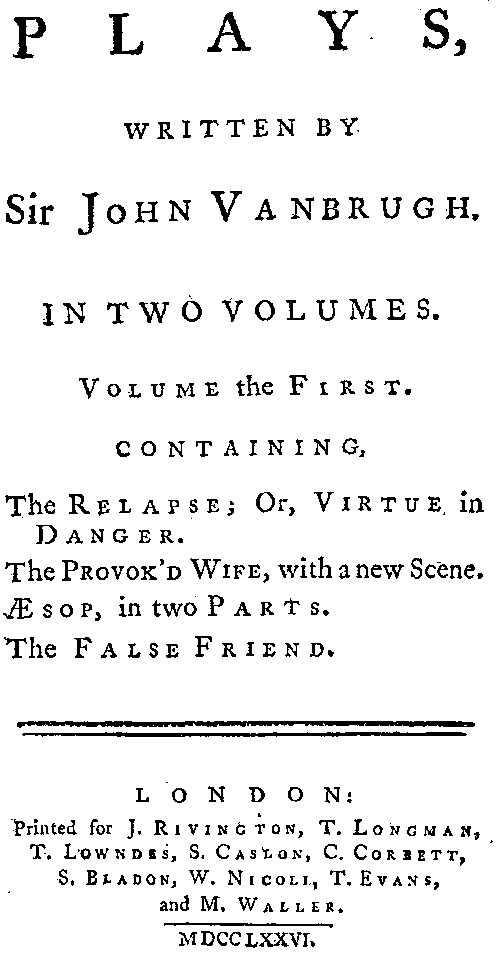 PLAYS,
WRITTEN BY
Sir JOHN VANBRUGH.
IN TWO VOLUMES.
VOLUME the FIRST.
CONTAINING,
The RELAPSE; Or, VIRTUE in
DANGER.
The PROVOK'D WIFE, with a new Scene.
ÆSOP, in two PARTS.
The FALSE FRIEND.
LONDON:
Printed for J. RIVINGTON, T. LONGMAN,
T. LOWNDES, S. CASLON, C. CORBETT,
S. BLADON, W. NICOLL, T. EVANS,
and M. WALLER.
MDCCLXXVI.